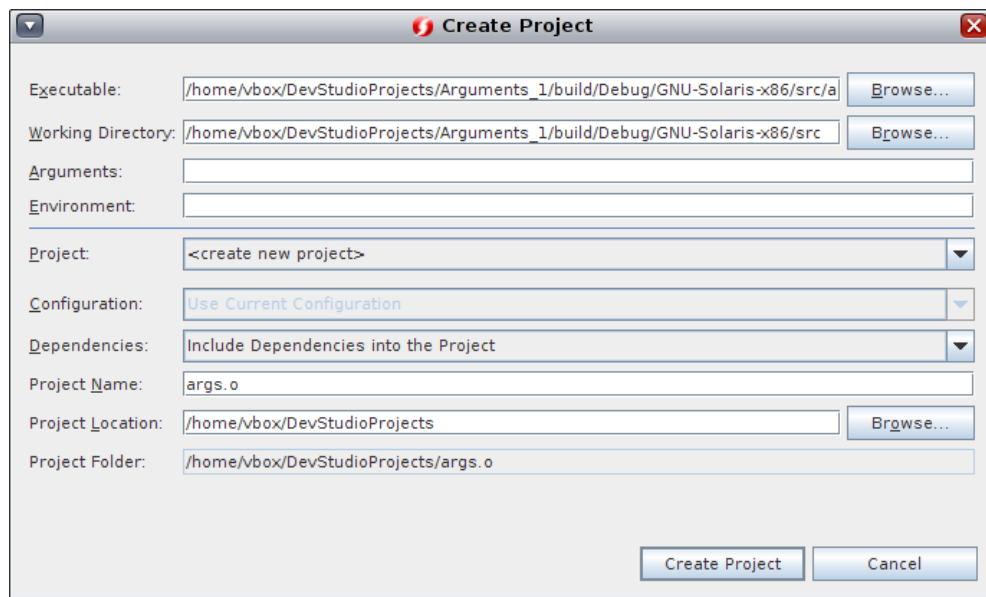 Create Project
Executable: /home/vbox/DevStudioProjects/Arguments_1/build/Debug/GNU-Solaris-x86/src/a Browse...
Working Directory: /home/vbox/DevStudioProjects/Arguments_1/build/Debug/GNU-Solaris-x86/src Browse...
Arguments:
Environment:
Project: <create new project>
Configuration: Use Current Configuration
Dependencies: Include Dependencies into the Project
Project Name: args.o
Project Location: /home/vbox/DevStudioProjects Browse...
Project Folder: /home/vbox/DevStudioProjects/args.o
Create Project Cancel